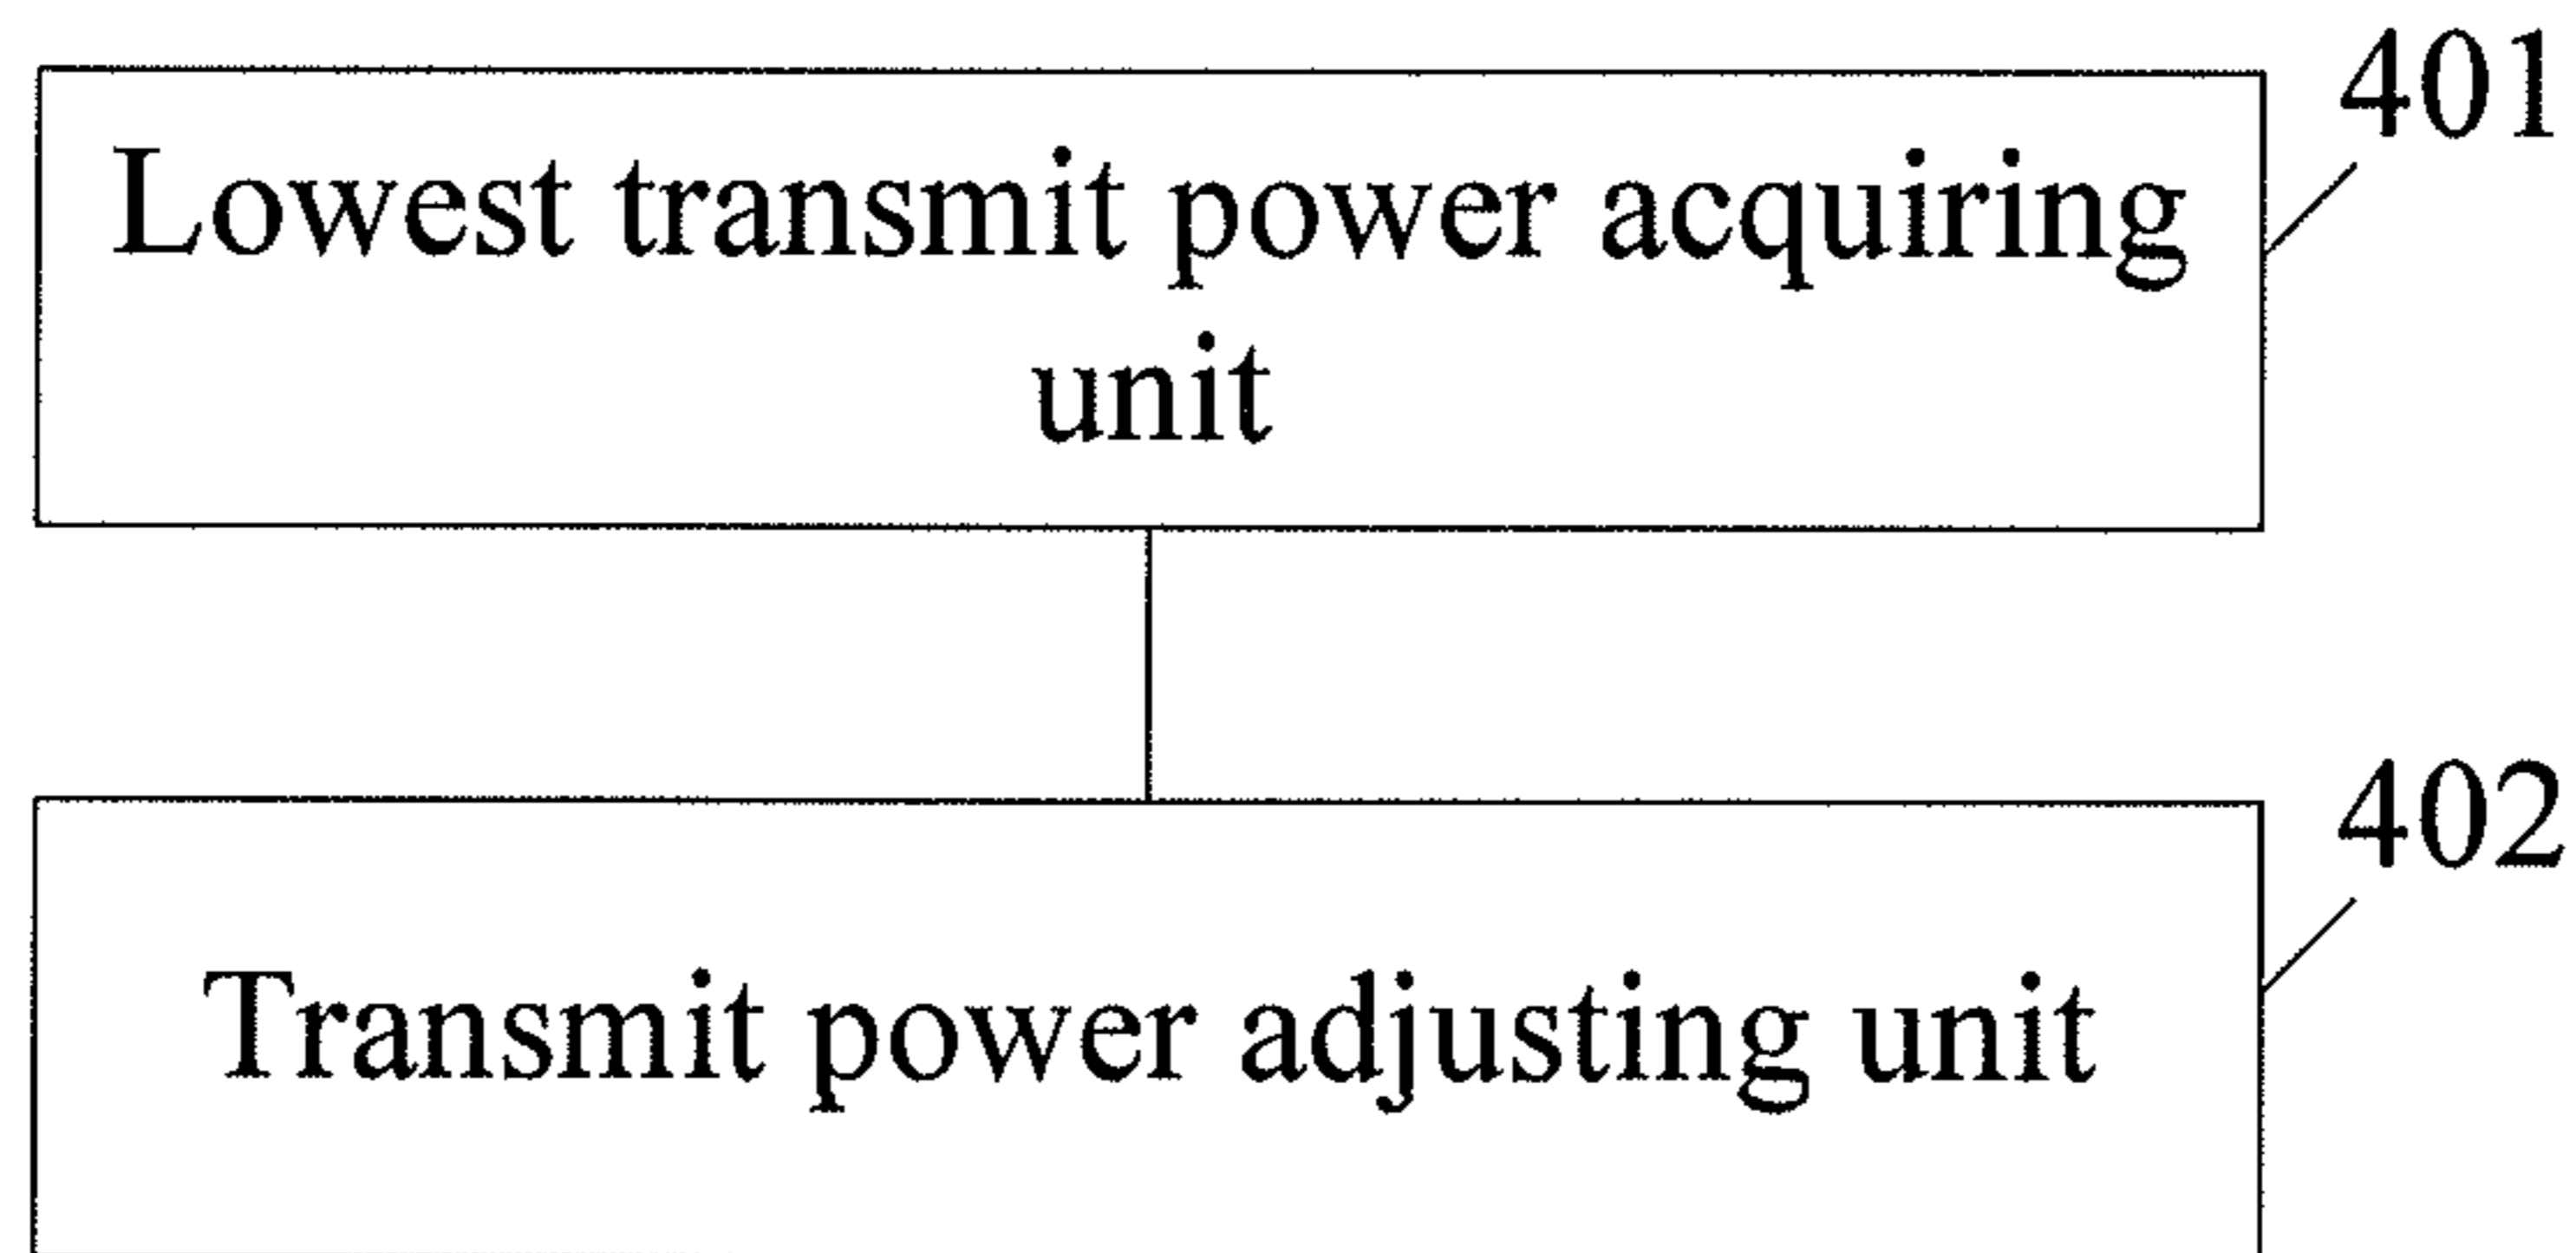 401
Lowest transmit power acquiring
unit
402
Transmit power adjusting unit